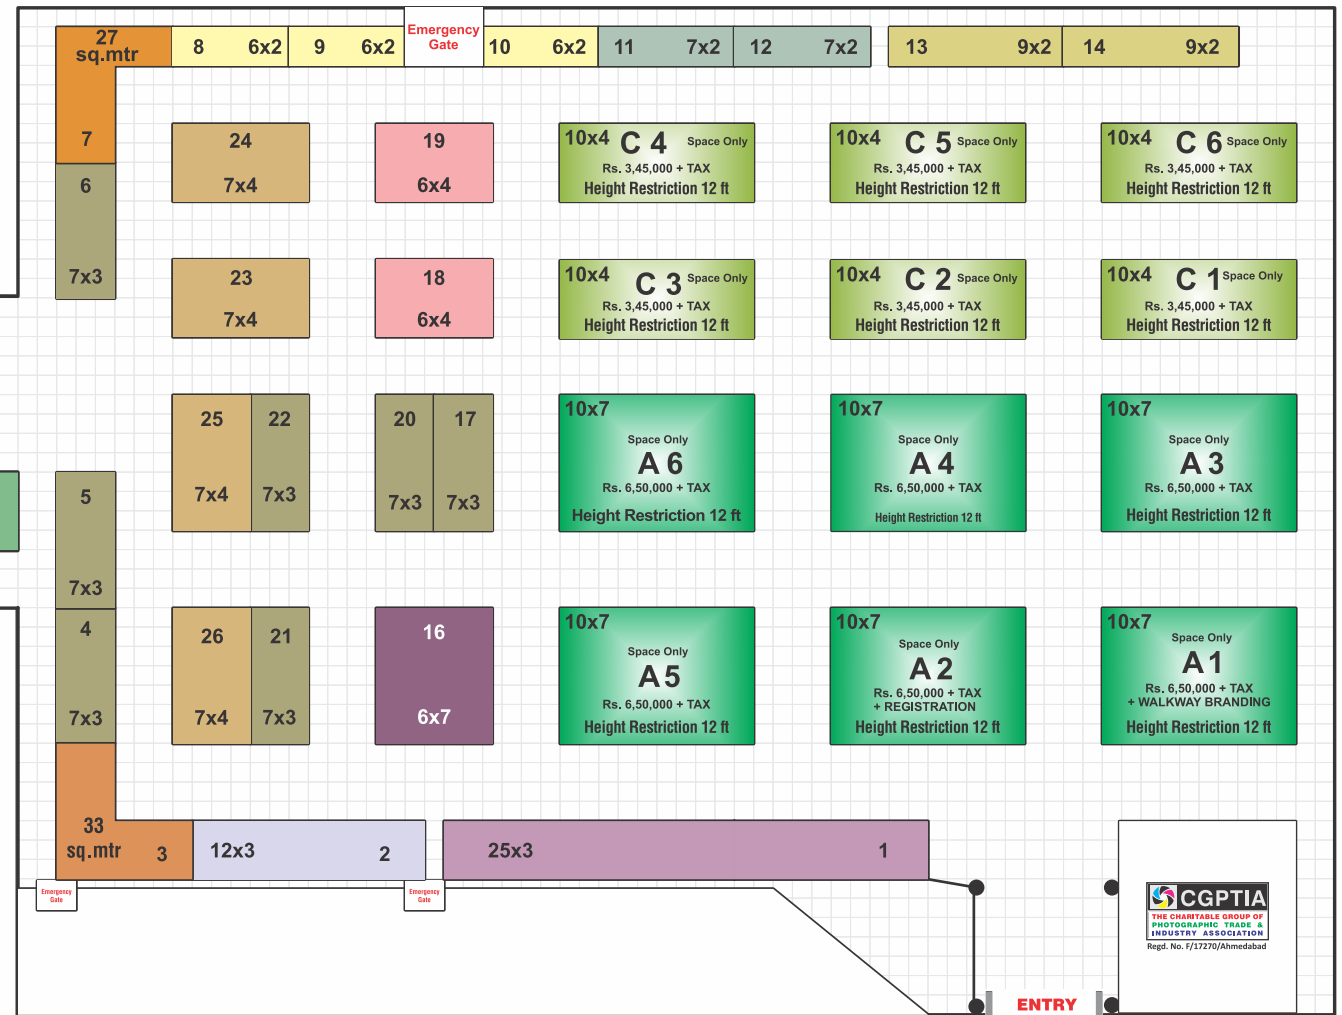 27
sq.mtr
7
8 6x2
9 6x2
Emergency
Gate
10 6x2
11 7x2
12 7x2
13 9x2
14 9x2
6
7x3
24
7x4
19
6x4
10x4 C 4 Space Only
Rs. 3,45,000 + TAX
Height Restriction 12 ft
10x4 C 5 Space Only
Rs. 3,45,000 + TAX
Height Restriction 12 ft
10x4 C 6 Space Only
Rs. 3,45,000 + TAX
Height Restriction 12 ft
23
7x4
18
6x4
10x4 C 3 Space Only
Rs. 3,45,000 + TAX
Height Restriction 12 ft
10x4 C 2 Space Only
Rs. 3,45,000 + TAX
Height Restriction 12 ft
10x4 C 1 Space Only
Rs. 3,45,000 + TAX
Height Restriction 12 ft
25
7x4
22
7x3
20
7x3
17
7x3
10x7
Space Only
A 6
Rs. 6,50,000 + TAX
Height Restriction 12 ft
10x7
Space Only
A 4
Rs. 6,50,000 + TAX
Height Restriction 12 ft
10x7
Space Only
A 3
Rs. 6,50,000 + TAX
Height Restriction 12 ft
5
7x3
4
7x3
26
7x4
21
7x3
16
6x7
10x7
Space Only
A 5
Rs. 6,50,000 + TAX
Height Restriction 12 ft
10x7
Space Only
A 2
Rs. 6,50,000 + TAX
+ REGISTRATION
Height Restriction 12 ft
10x7
Space Only
A 1
Rs. 6,50,000 + TAX
+ WALKWAY BRANDING
Height Restriction 12 ft
33
sq.mtr 3
12x3 2
25x3 1
Emergency
Gate
Emergency
Gate
CGPTIA
THE CHARITABLE GROUP OF
PHOTOGRAPHIC TRADE &
INDUSTRY ASSOCIATION
Regd. No. F/17270/Ahmedabad
ENTRY